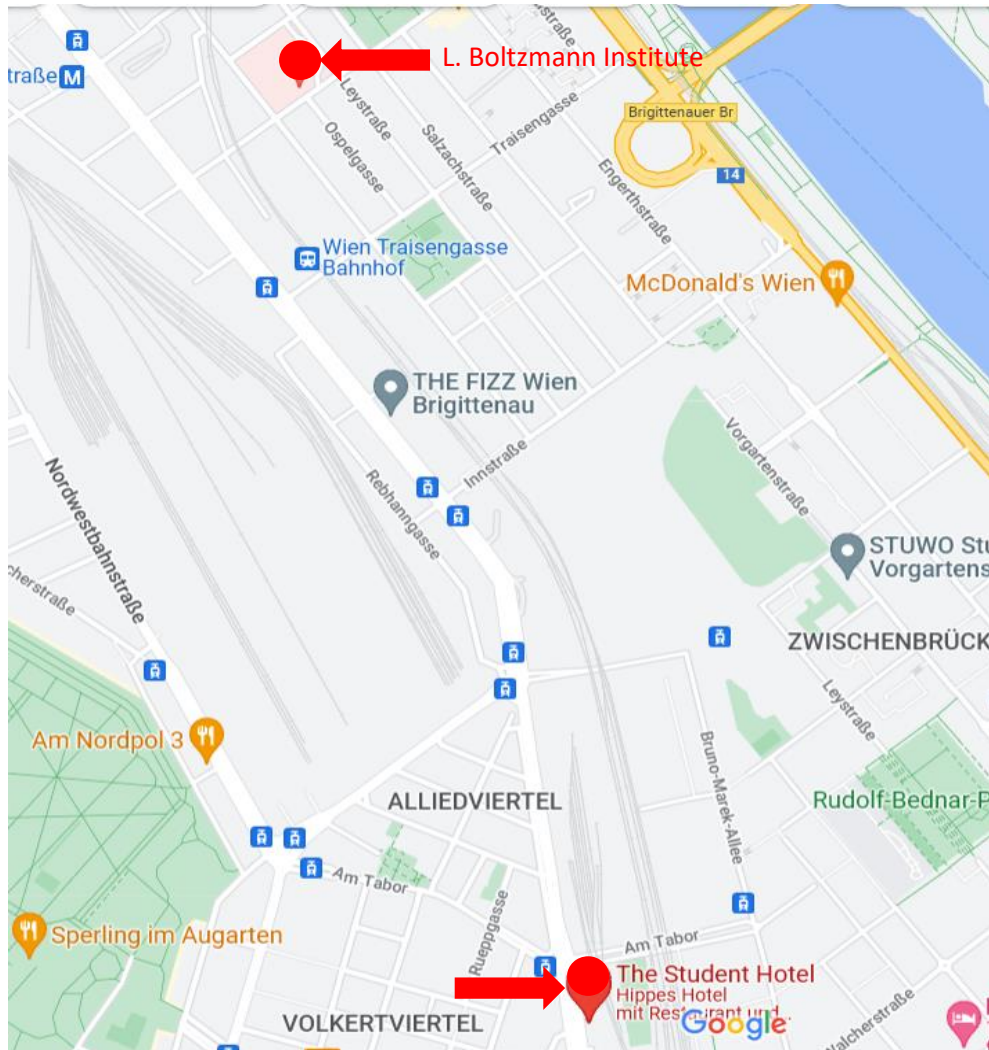 L. Boltzmann Institute
traße M
Leystraße
Ospelgasse
Salzachstraße
Traisengasse
Brigittenauer Br
14
Engerthstraße
Wien Traisengasse
Bahnhof
McDonald's Wien
THE FIZZ Wien
Brigittenau
Innstraße
Rebhanngasse
Vorgartenstraße
Nordwestbahnstraße
cherstraße
STUWO Stu
Vorgartens
ZWISCHENBRÜCK
Leystraße
Am Nordpol 3
Bruno-Marek-Allee
ALLIEDVIERTEL
Rudolf-Bednar-P
Am Tabor
Rueppgasse
Sperling im Augarten
Am Tabor
The Student Hotel
Hippes Hotel
mit Restaurant und...
Google
VOLKERTVIERTEL
Walcherstraße